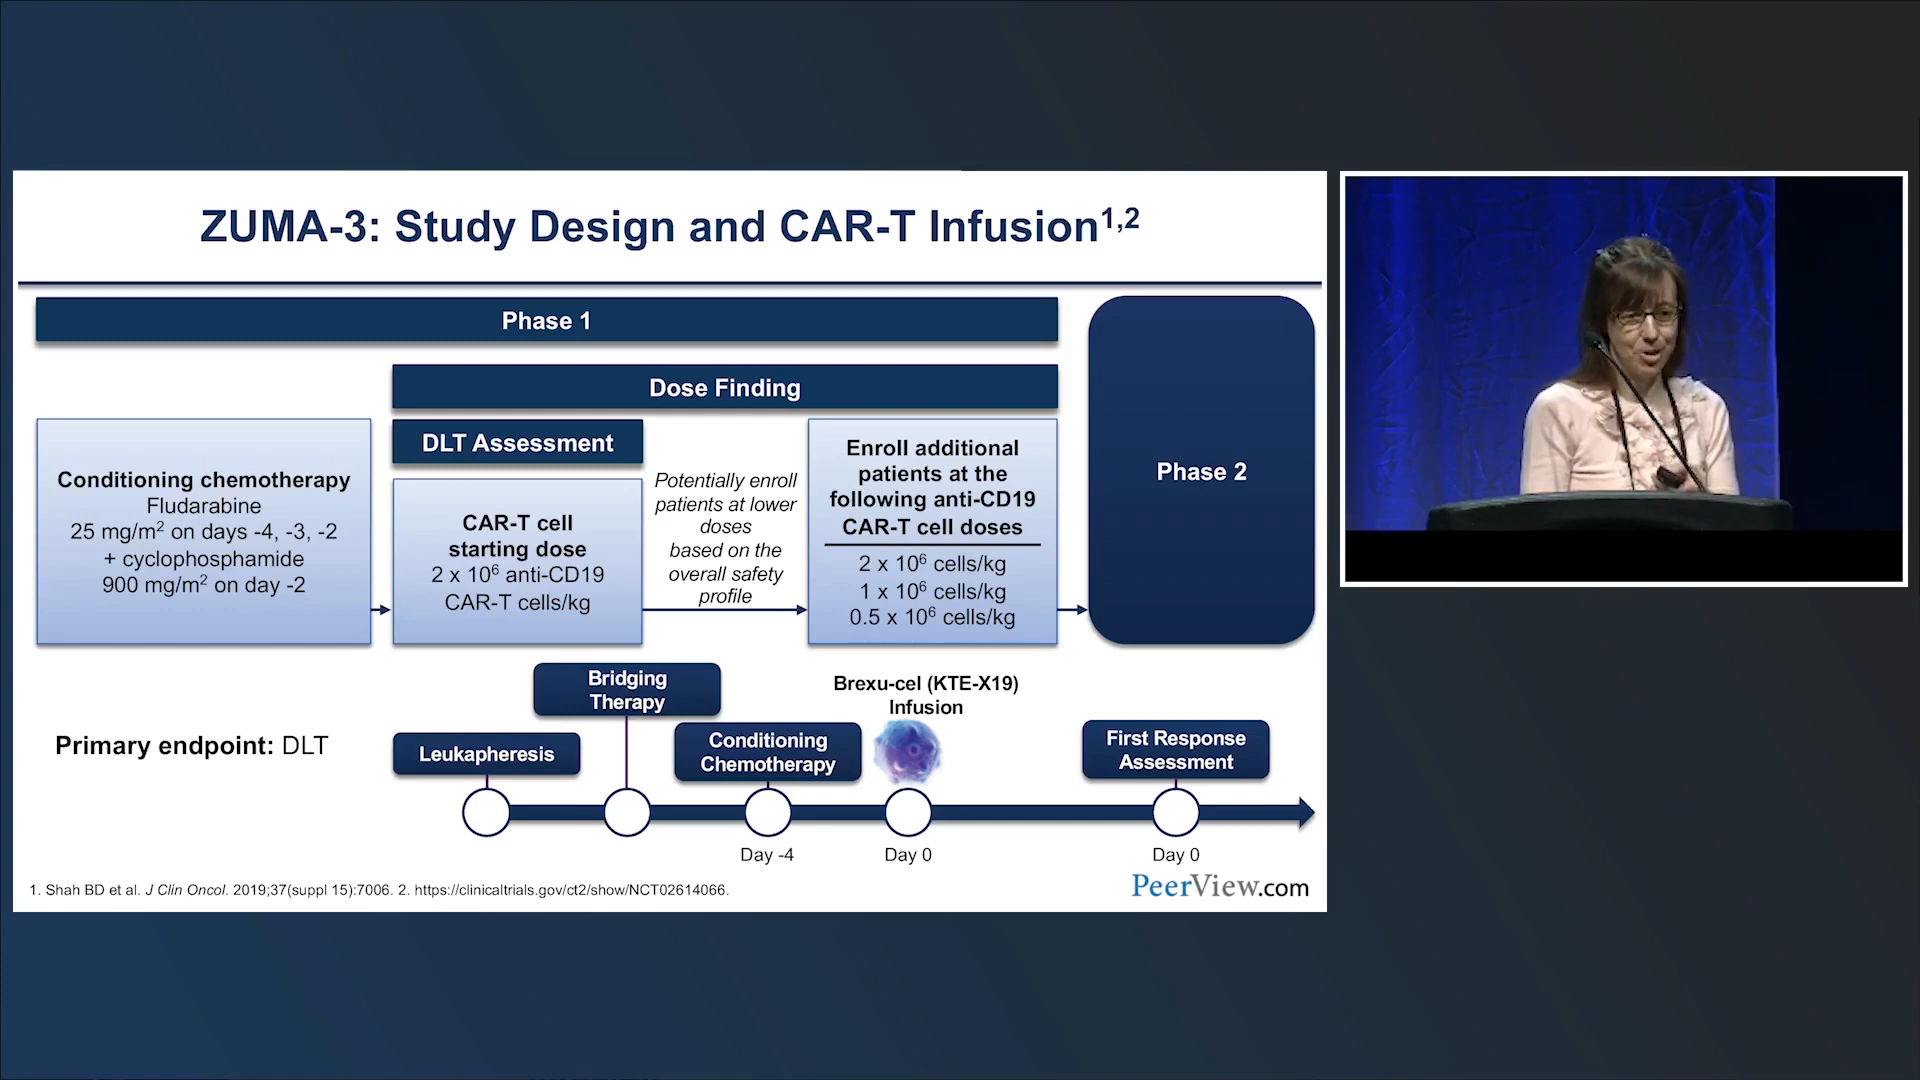 ZUMA-3: Study Design and CAR-T Infusion1,2
Phase 1
Dose Finding
Conditioning chemotherapy
Fludarabine
25 mg/m2 on days -4, -3, -2
+ cyclophosphamide
900 mg/m2 on day -2
DLT Assessment
CAR-T cell
starting dose
2 x 106 anti-CD19
CAR-T cells/kg
Potentially enroll
patients at lower
doses
based on the
overall safety
profile
Enroll additional
patients at the
following anti-CD19
CAR-T cell doses
2 x 106 cells/kg
1 x 106 cells/kg
0.5 x 106 cells/kg
Phase 2
Primary endpoint: DLT
Leukapheresis
Bridging
Therapy
Conditioning
Chemotherapy
Brexu-cel (KTE-X19)
Infusion
First Response
Assessment
Day -4
Day 0
Day 0
1. Shah BD et al. J Clin Oncol. 2019;37(suppl 15):7006. 2. https://clinicaltrials.gov/ct2/show/NCT02614066.
PeerView.com